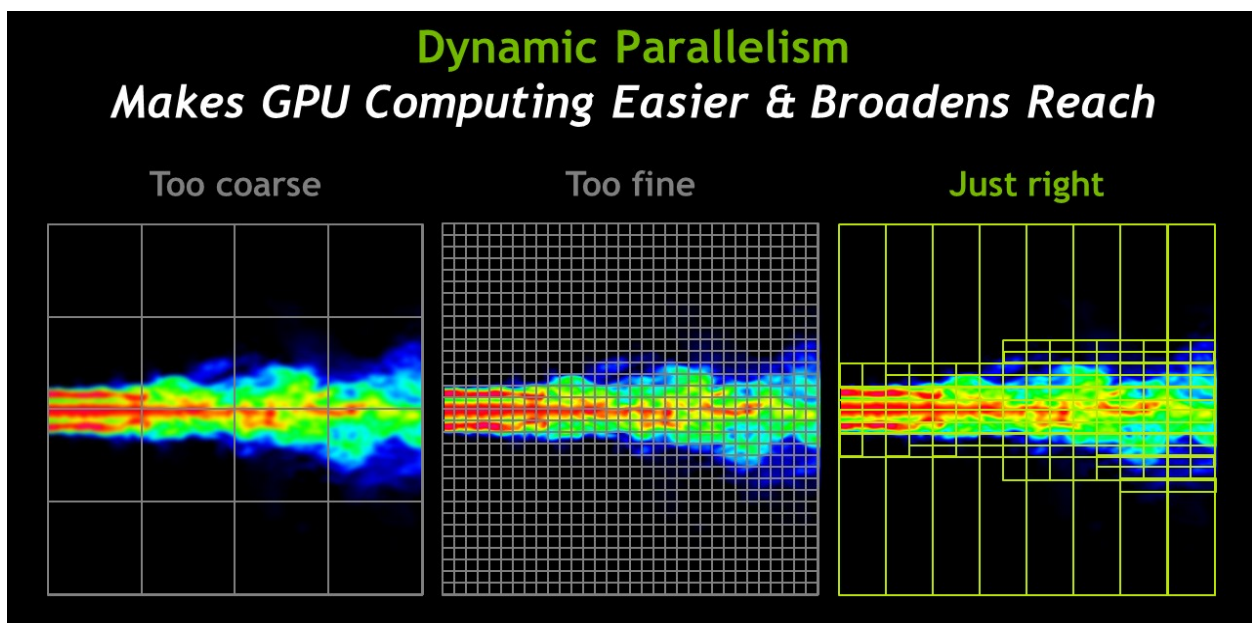 Dynamic Parallelism
Makes GPU Computing Easier & Broadens Reach
Too coarse
Too fine
Just right